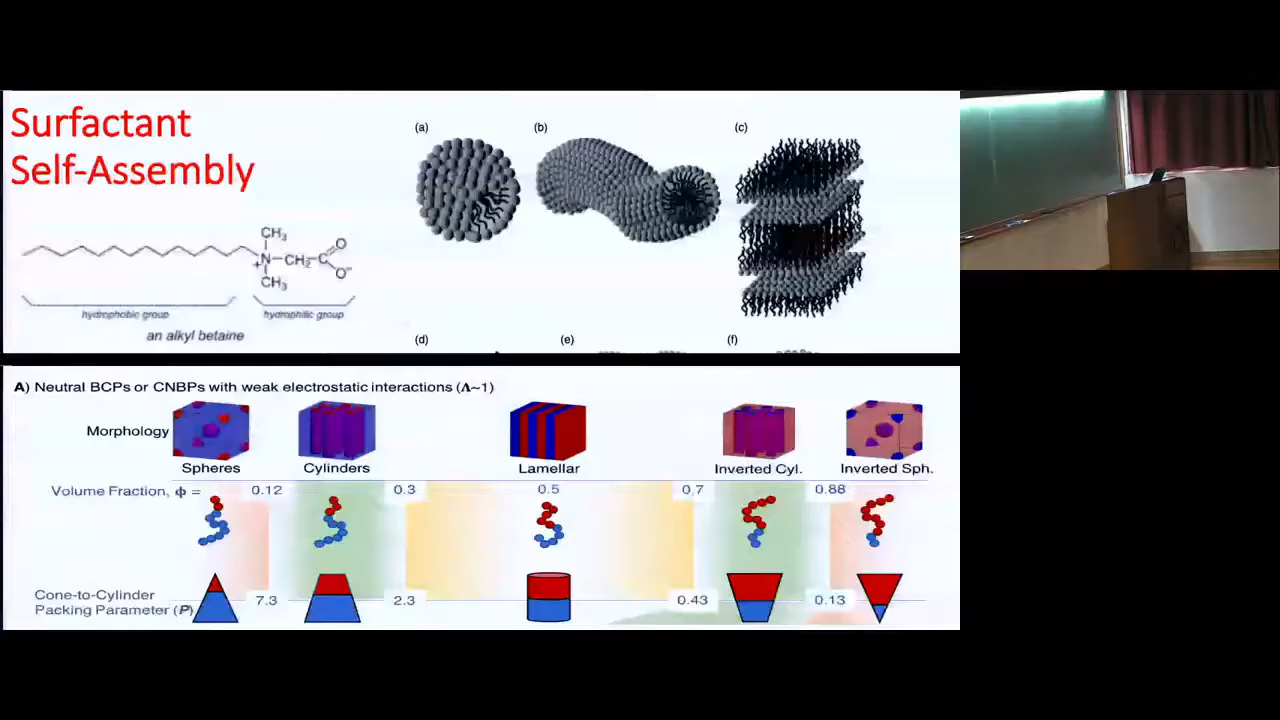 Surfactant
Self-Assembly
(a) (b) (c)
CH3
N+ CH2 C O
O-
CH3
hydrophobic group hydrophilic group
an alkyl betaine
(d) (e) (f)
A) Neutral BCPs or CNBPs with weak electrostatic interactions (Λ~1)
Morphology
Spheres Cylinders Lamellar Inverted Cyl. Inverted Sph.
Volume Fraction, ϕ = 0.12 0.3 0.5 0.7 0.88
Cone-to-Cylinder
Packing Parameter (P) 7.3 2.3 0.43 0.13